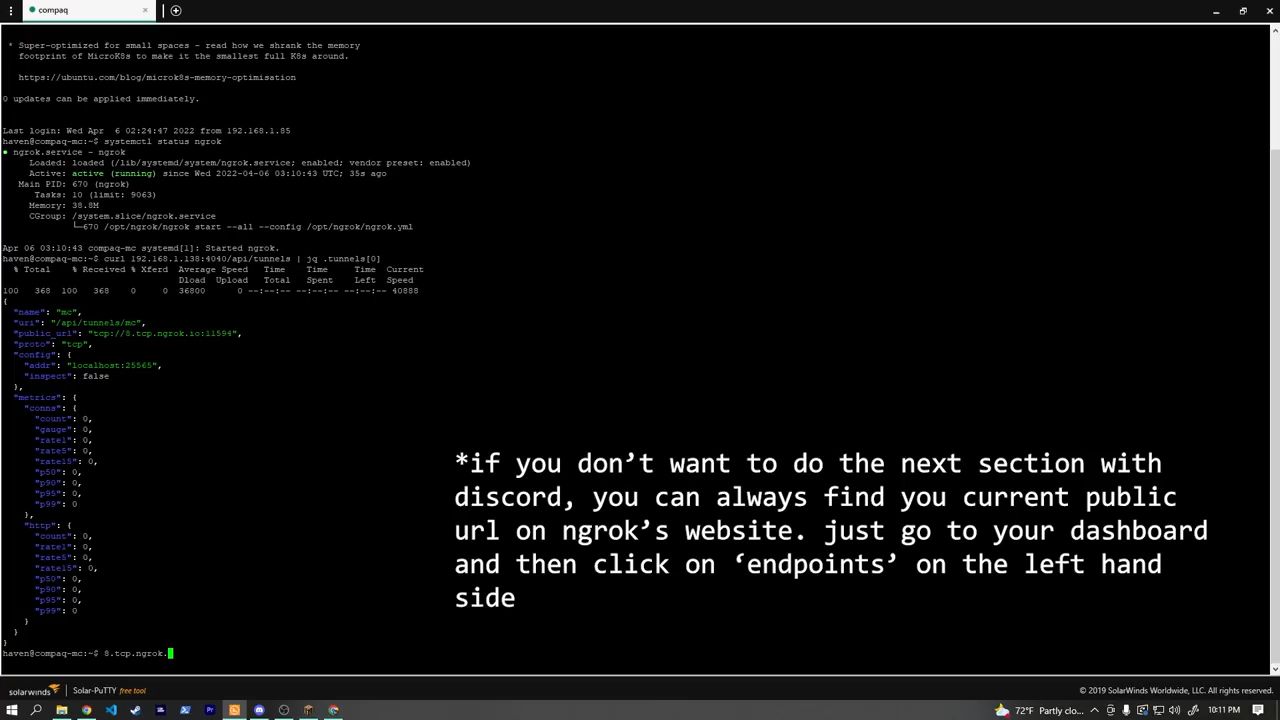 compaq
* Super-optimized for small spaces - read how we shrank the memory
footprint of MicroK8s to make it the smallest full K8s around.
https://ubuntu.com/blog/microk8s-memory-optimisation
0 updates can be applied immediately.
Last login: Wed Apr  6 02:24:47 2022 from 192.168.1.85
haven@compaq-mc:~$ systemctl status ngrok
● ngrok.service - ngrok
Loaded: loaded (/lib/systemd/system/ngrok.service; enabled; vendor preset: enabled)
Active: active (running) since Wed 2022-04-06 03:10:43 UTC; 35s ago
Main PID: 670 (ngrok)
Tasks: 10 (limit: 9063)
Memory: 38.8M
CGroup: /system.slice/ngrok.service
└─670 /opt/ngrok/ngrok start --all --config /opt/ngrok/ngrok.yml
Apr 06 03:10:43 compaq-mc systemd[1]: Started ngrok.
haven@compaq-mc:~$ curl 192.168.1.138:4040/api/tunnels | jq .tunnels[0]
% Total    % Received % Xferd  Average Speed   Time    Time     Time  Current
Dload  Upload   Total   Spent    Left  Speed
100   368  100   368    0     0  36800      0 --:--:-- --:--:-- --:--:-- 40888
{
"name": "mc",
"uri": "/api/tunnels/mc",
"public_url": "tcp://8.tcp.ngrok.io:11594",
"proto": "tcp",
"config": {
"addr": "localhost:25565",
"inspect": false
},
"metrics": {
"conns": {
"count": 0,
"gauge": 0,
"rate1": 0,
"rate5": 0,
"rate15": 0,
"p50": 0,
"p90": 0,
"p95": 0,
"p99": 0
},
"http": {
"count": 0,
"rate1": 0,
"rate5": 0,
"rate15": 0,
"p50": 0,
"p90": 0,
"p95": 0,
"p99": 0
}
}
}
haven@compaq-mc:~$ 8.tcp.ngrok.
*if you don’t want to do the next section with
discord, you can always find you current public
url on ngrok’s website. just go to your dashboard
and then click on ‘endpoints’ on the left hand
side
solarwinds Solar-PuTTY free tool
© 2019 SolarWinds Worldwide, LLC. All rights reserved.
72°F Partly clo... 10:11 PM